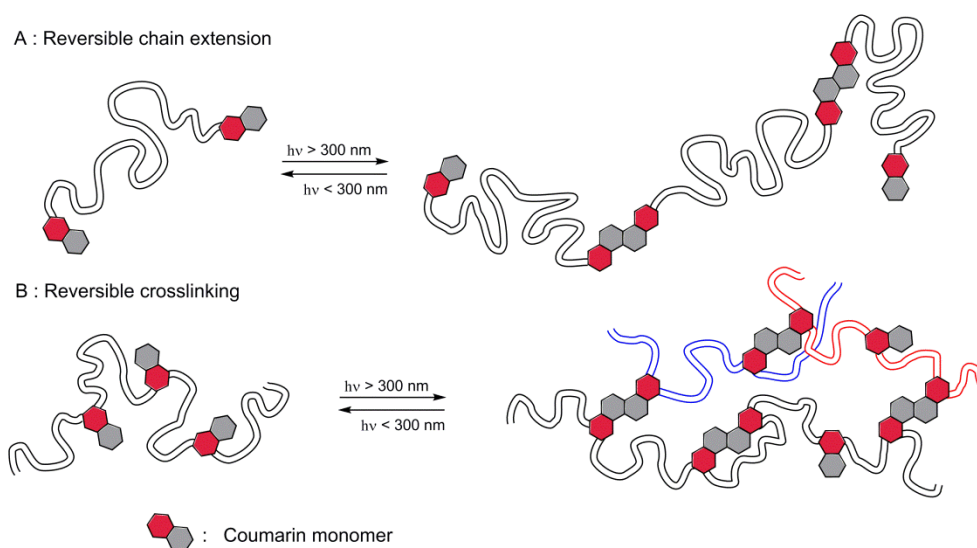 A : Reversible chain extension
hν > 300 nm
hν < 300 nm
B : Reversible crosslinking
hν > 300 nm
hν < 300 nm
: Coumarin monomer